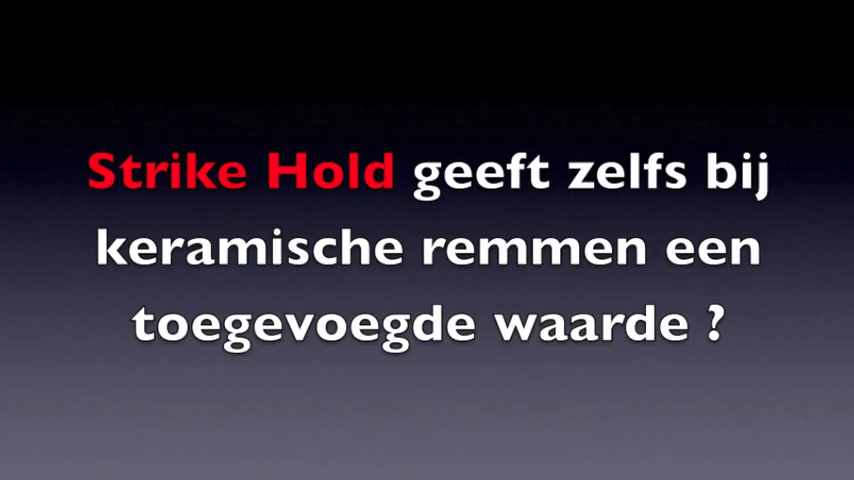 Strike Hold geeft zelfs bij
keramische remmen een
toegevoegde waarde ?